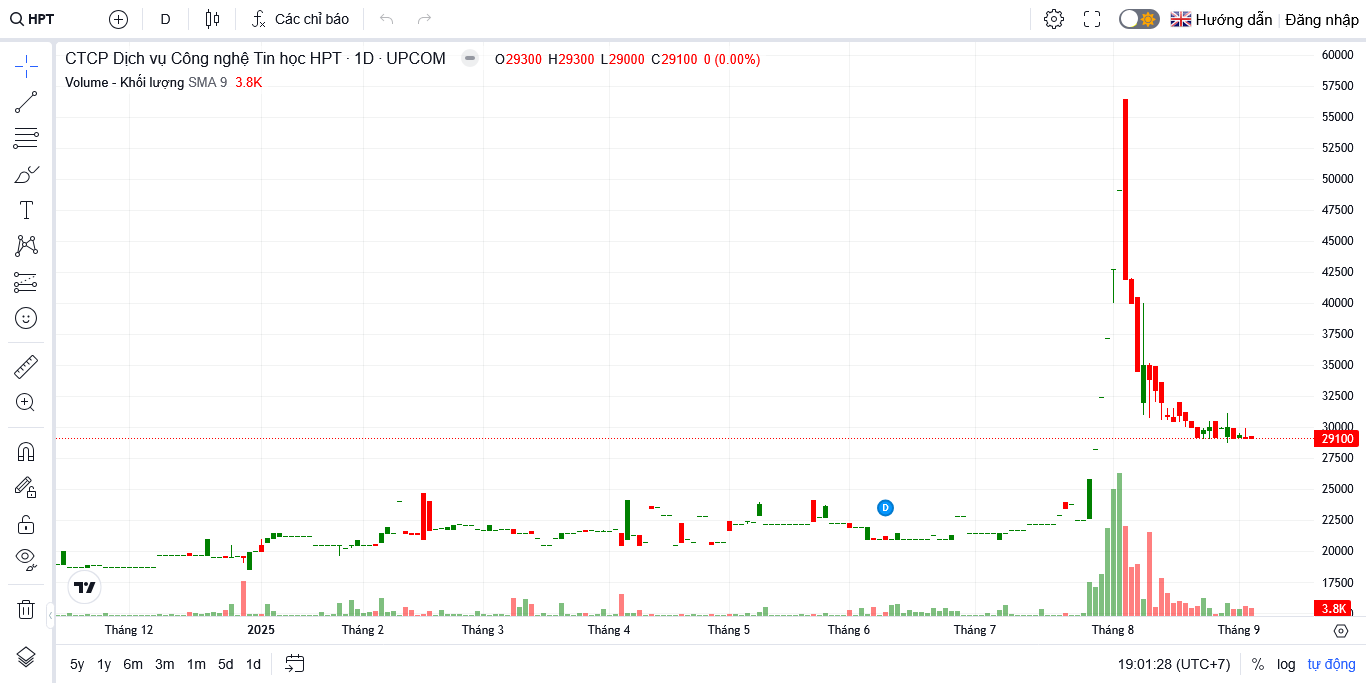 HPT D Các chỉ báo Hướng dẫn Đăng nhập
CTCP Dịch vụ Công nghệ Tin học HPT · 1D · UPCOM O29300 H29300 L29000 C29100 0 (0.00%)
Volume - Khối lượng SMA 9 3.8K
60000
57500
55000
52500
50000
47500
45000
42500
40000
37500
35000
32500
30000
29100
27500
25000
22500
20000
17500
3.8K
D
Tháng 12 2025 Tháng 2 Tháng 3 Tháng 4 Tháng 5 Tháng 6 Tháng 7 Tháng 8 Tháng 9
5y 1y 6m 3m 1m 5d 1d 19:01:28 (UTC+7) % log tự động